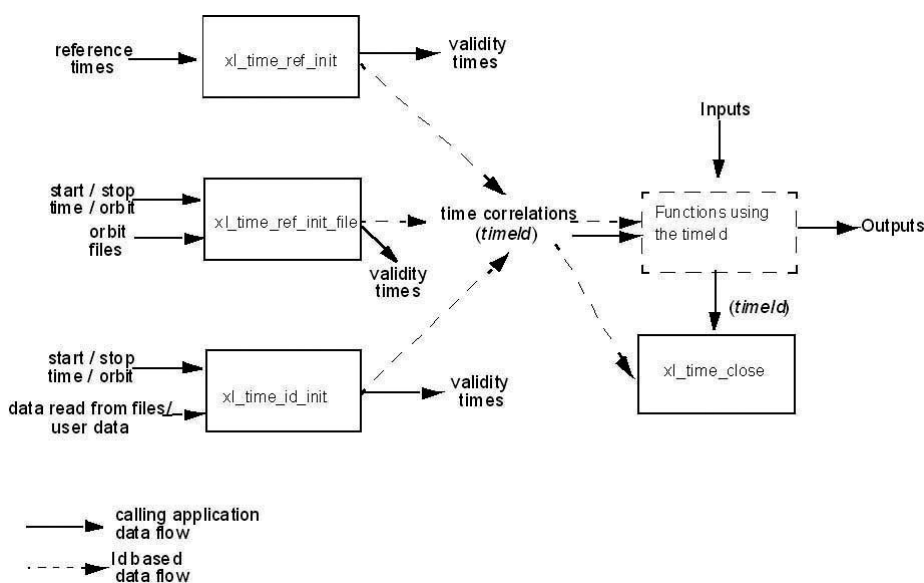 reference
times
xl_time_ref_init
validity
times
Inputs
start / stop
time / orbit
orbit
files
xl_time_ref_init_file
validity
times
time correlations
(timeId)
Functions using
the timeId
Outputs
(timeId)
start / stop
time / orbit
data read from files/
user data
xl_time_id_init
validity
times
xl_time_close
calling application
data flow
Id based
data flow